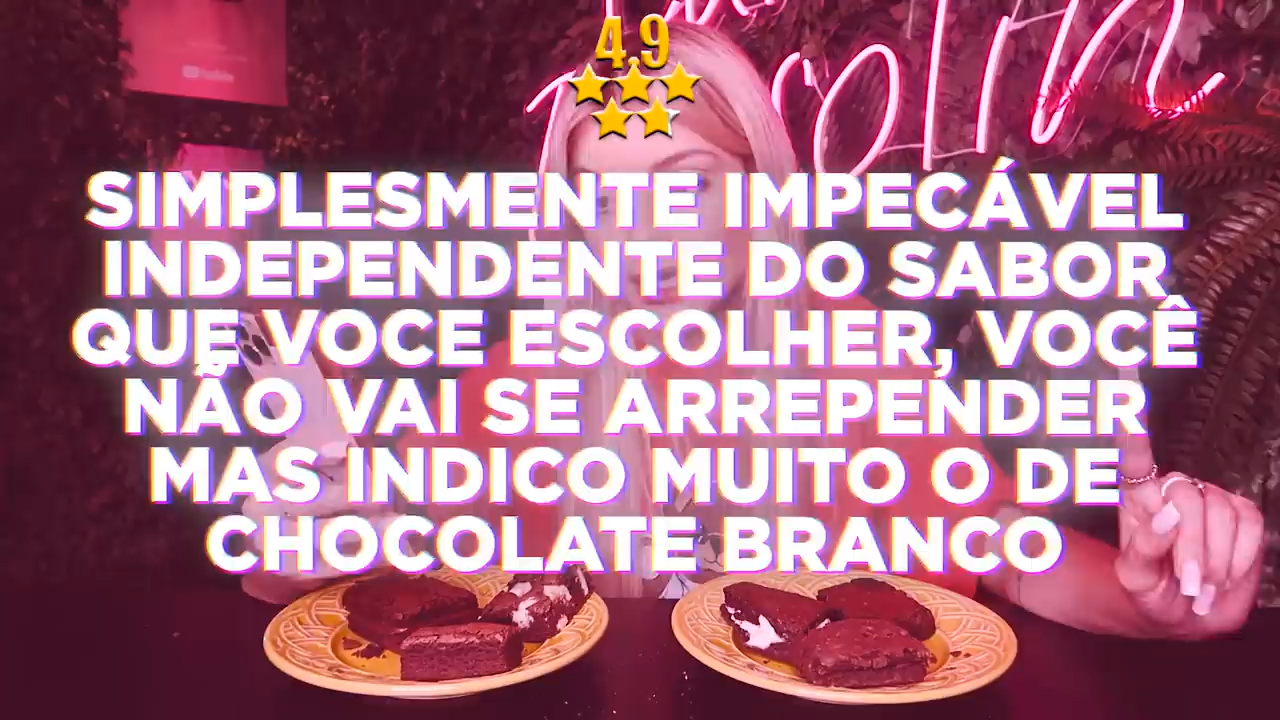 4.9
SIMPLESMENTE IMPECÁVEL
INDEPENDENTE DO SABOR
QUE VOCE ESCOLHER, VOCÊ
NÃO VAI SE ARREPENDER
MAS INDICO MUITO O DE
CHOCOLATE BRANCO